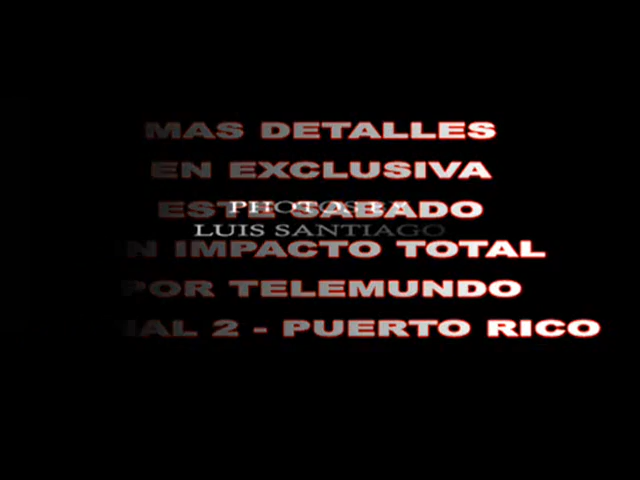 MAS DETALLES
EN EXCLUSIVA
ESTE SABADO
PHOTOS BY
LUIS SANTIAGO
IMPACTO TOTAL
POR TELEMUNDO
2 - PUERTO RICO